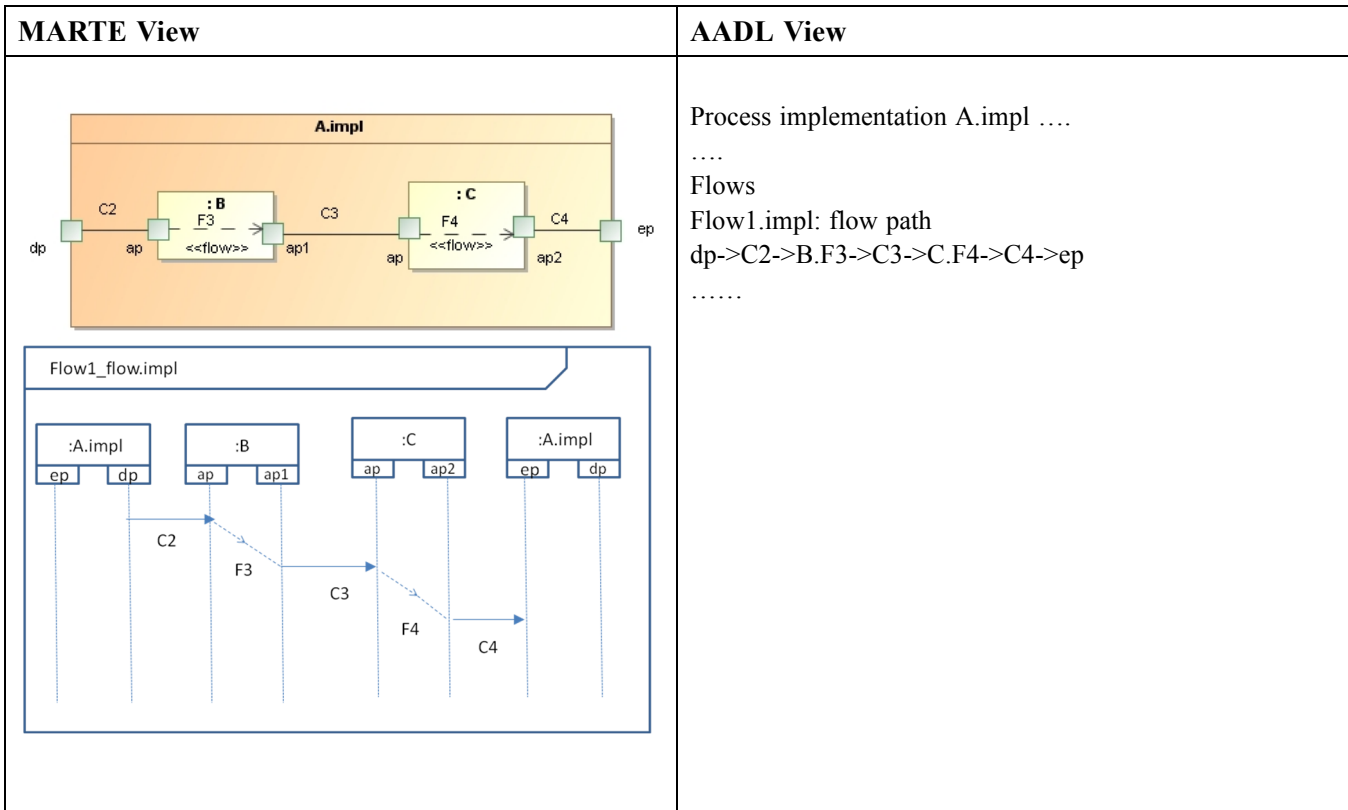 MARTE View
AADL View
A.impl
: B
: C
C2
F3
C3
F4
C4
<<flow>>
<<flow>>
dp
ap
ap1
ap
ap2
ep
Flow1_flow.impl
:A.impl
:B
:C
:A.impl
ep
dp
ap
ap1
ap
ap2
ep
dp
C2
F3
C3
F4
C4
Process implementation A.impl ….
….
Flows
Flow1.impl: flow path
dp->C2->B.F3->C3->C.F4->C4->ep
……